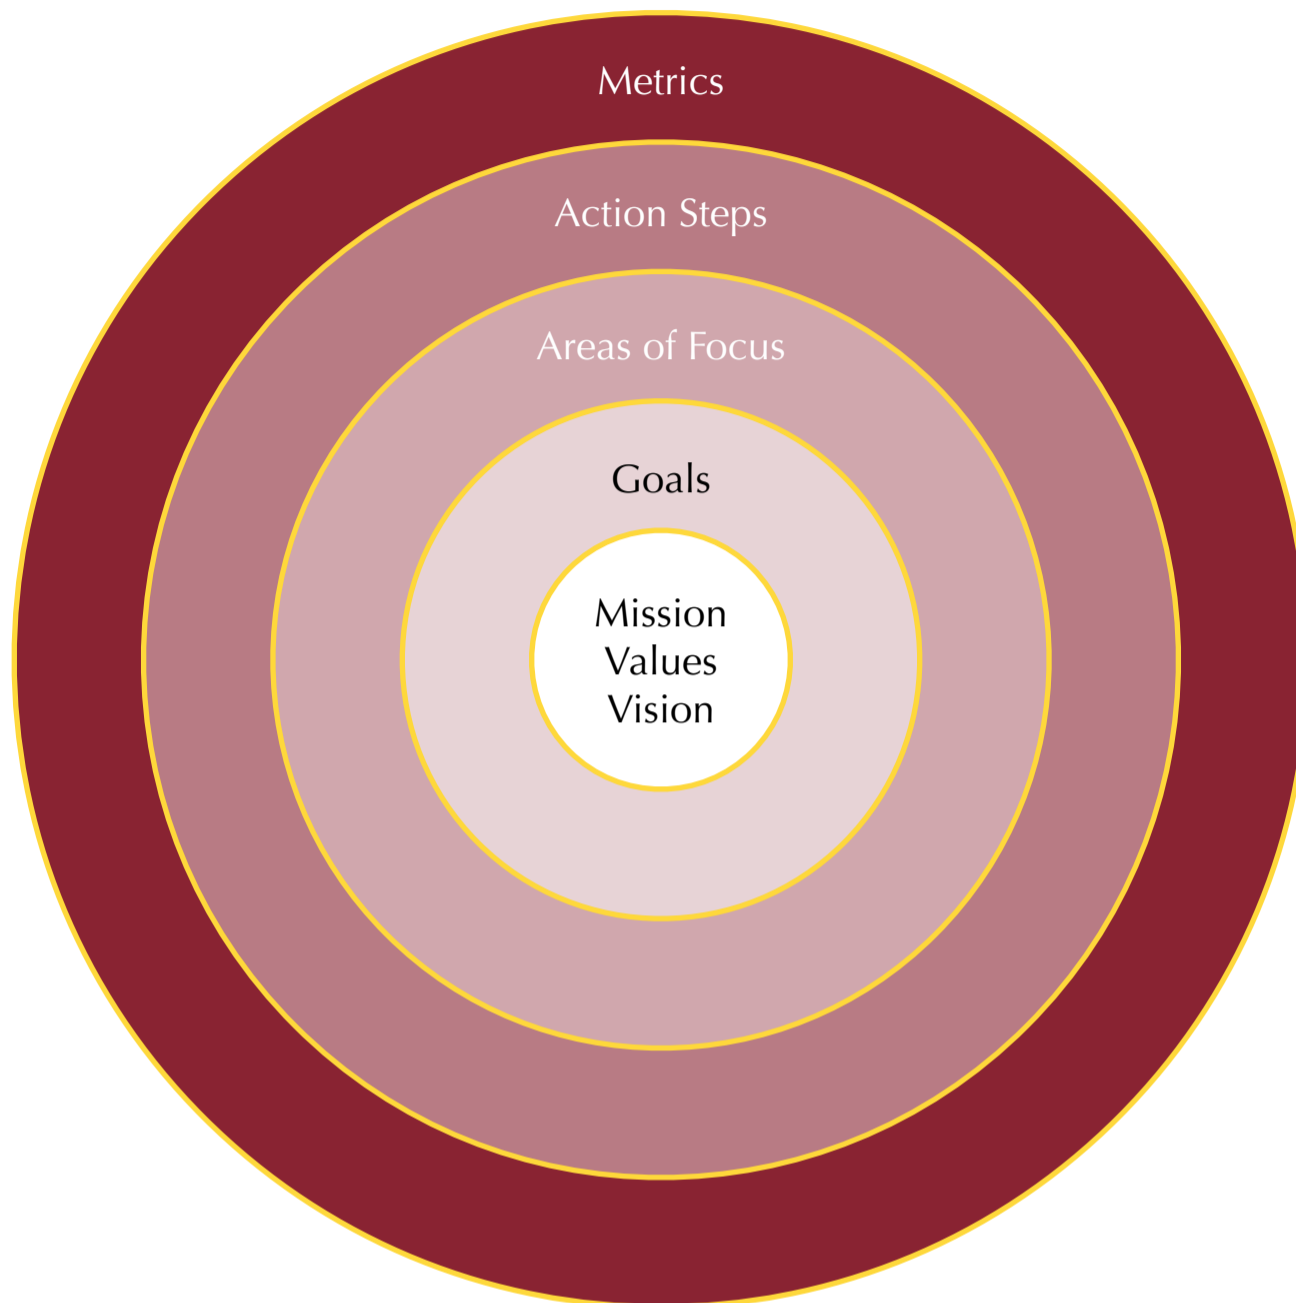 Metrics
Action Steps
Areas of Focus
Goals
Mission
Values
Vision